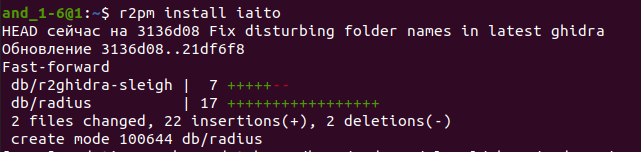 and_1-6@1:~$ r2pm install iaito
HEAD сейчас на 3136d08 Fix disturbing folder names in latest ghidra
Обновление 3136d08..21df6f8
Fast-forward
 db/r2ghidra-sleigh |  7 +++++--
 db/radius          | 17 +++++++++++++++++
 2 files changed, 22 insertions(+), 2 deletions(-)
 create mode 100644 db/radius